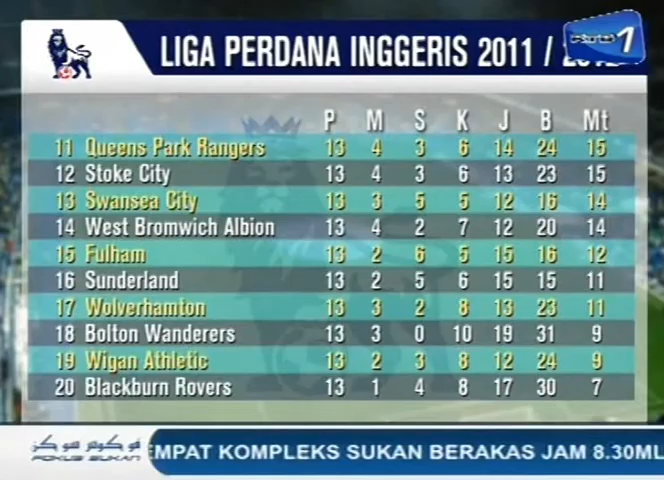 LIGA PERDANA INGGERIS 2011 /
1
P M S K J B Mt
11 Queens Park Rangers 13 4 3 6 14 24 15
12 Stoke City 13 4 3 6 13 23 15
13 Swansea City 13 3 5 5 12 16 14
14 West Bromwich Albion 13 4 2 7 12 20 14
15 Fulham 13 2 6 5 15 16 12
16 Sunderland 13 2 5 6 15 15 11
17 Wolverhamton 13 3 2 8 13 23 11
18 Bolton Wanderers 13 3 0 10 19 31 9
19 Wigan Athletic 13 2 3 8 12 24 9
20 Blackburn Rovers 13 1 4 8 17 30 7
فوكوس سوكن
FOKUS SUKAN
EMPAT KOMPLEKS SUKAN BERAKAS JAM 8.30ML